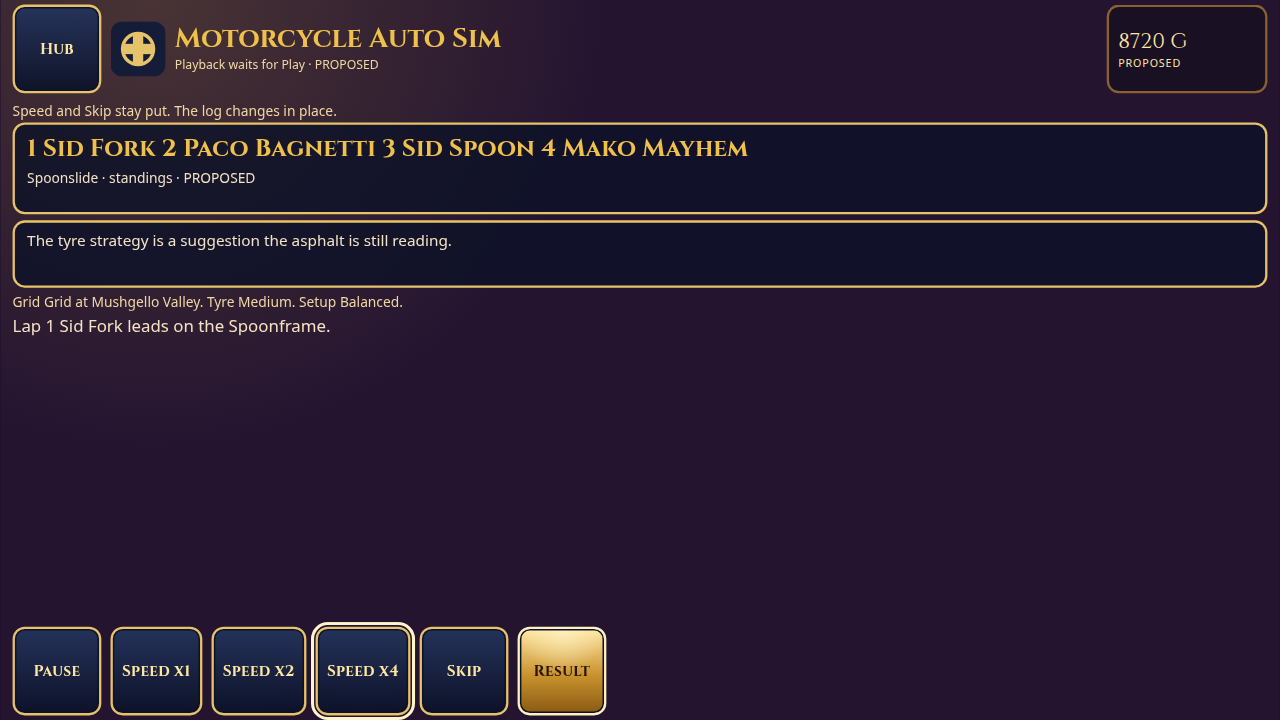 Hub
Motorcycle Auto Sim
Playback waits for Play · PROPOSED
8720 G
PROPOSED
Speed and Skip stay put. The log changes in place.
1 Sid Fork 2 Paco Bagnetti 3 Sid Spoon 4 Mako Mayhem
Spoonslide · standings · PROPOSED
The tyre strategy is a suggestion the asphalt is still reading.
Grid Grid at Mushgello Valley. Tyre Medium. Setup Balanced.
Lap 1 Sid Fork leads on the Spoonframe.
Pause
Speed x1
Speed x2
Speed x4
Skip
Result